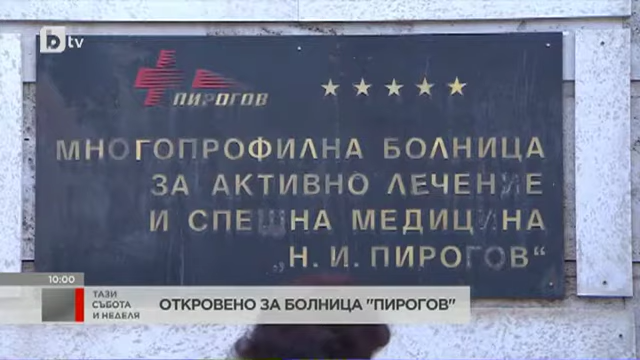 btv
ПИРОГОВ
МНОГОПРОФИЛНА БОЛНИЦА
ЗА АКТИВНО ЛЕЧЕНИЕ
И СПЕШНА МЕДИЦИНА
„Н. И. ПИРОГОВ“
10:00
ТАЗИ
СЪБОТА
И НЕДЕЛЯ
ОТКРОВЕНО ЗА БОЛНИЦА "ПИРОГОВ"